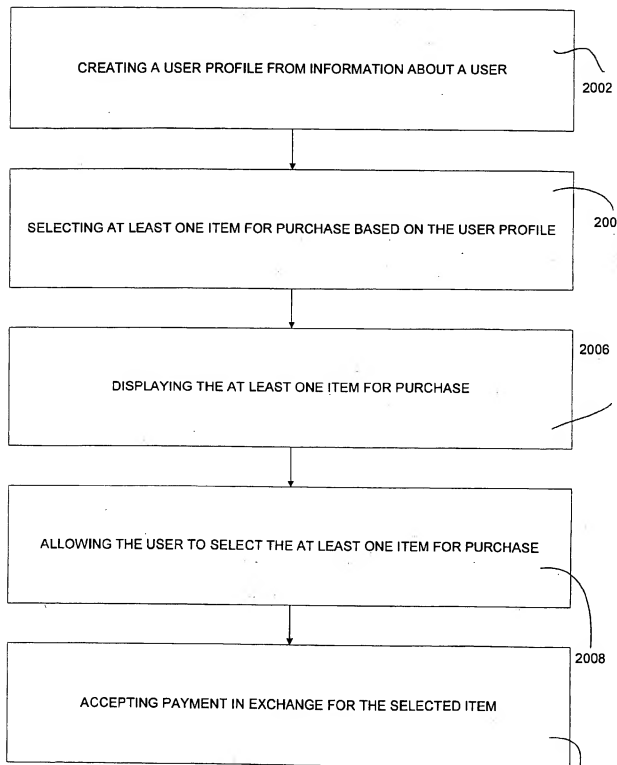 CREATING A USER PROFILE FROM INFORMATION ABOUT A USER
2002
SELECTING AT LEAST ONE ITEM FOR PURCHASE BASED ON THE USER PROFILE
200
DISPLAYING THE AT LEAST ONE ITEM FOR PURCHASE
2006
ALLOWING THE USER TO SELECT THE AT LEAST ONE ITEM FOR PURCHASE
2008
ACCEPTING PAYMENT IN EXCHANGE FOR THE SELECTED ITEM